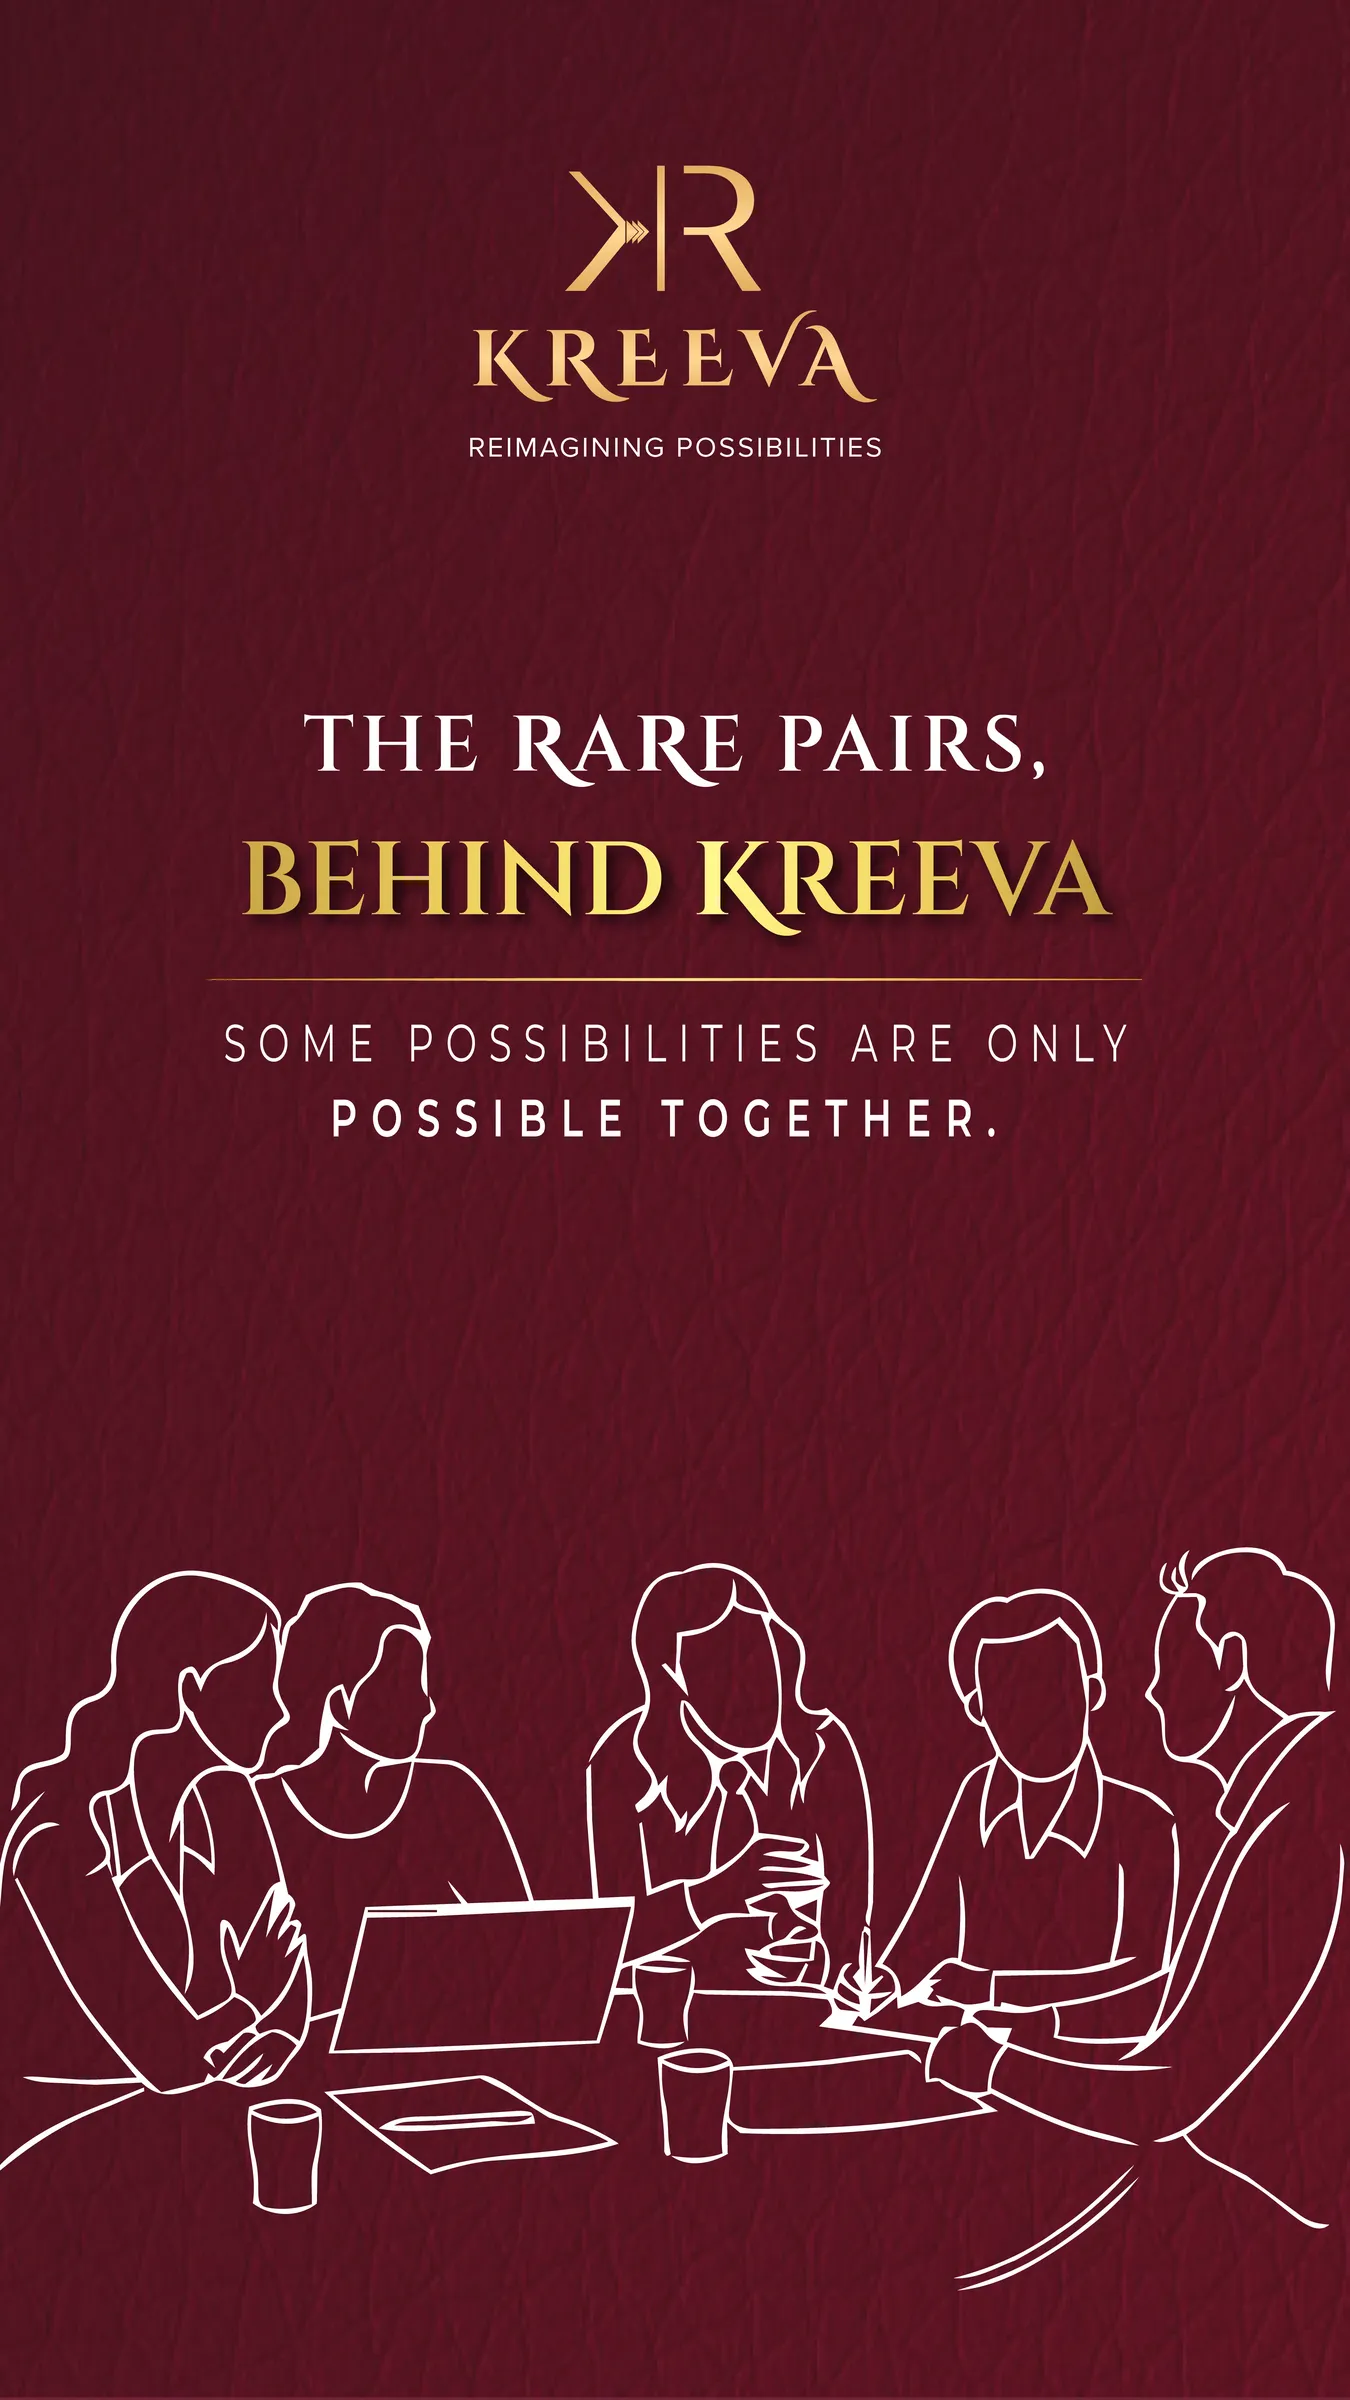 KR
KREEVA
REIMAGINING POSSIBILITIES
THE RARE PAIRS,
BEHIND KREEVA
SOME POSSIBILITIES ARE ONLY
POSSIBLE TOGETHER.